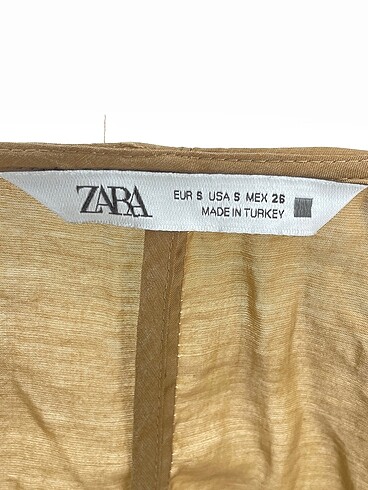 ZARA
EUR S USA S MEX 26
MADE IN TURKEY